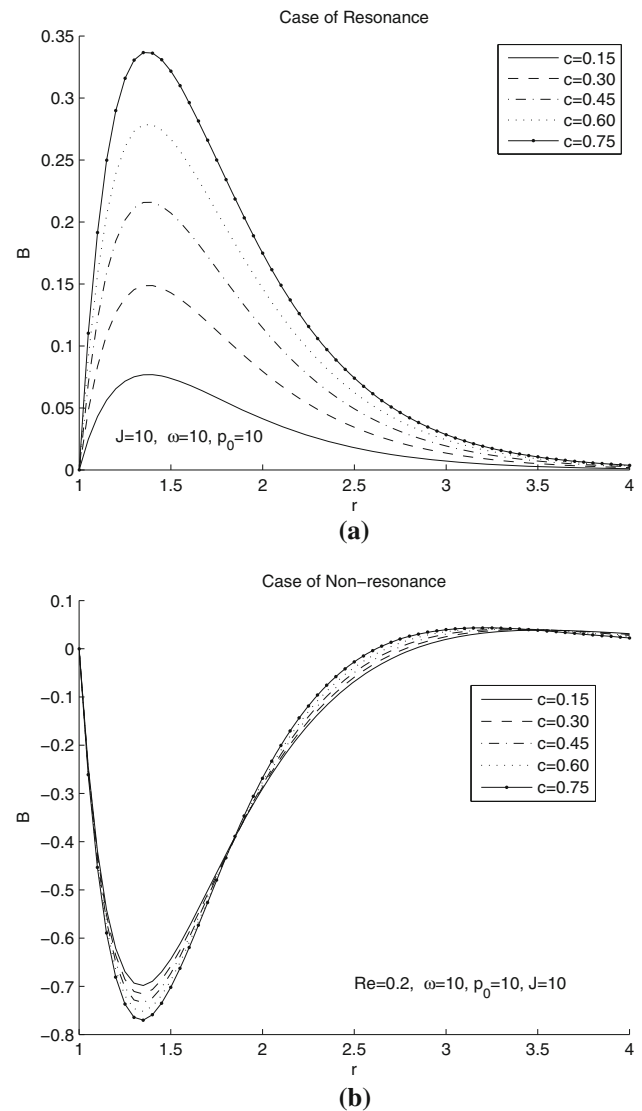 Case of Resonance
0.35
0.3
0.25
0.2
0.15
0.1
0.05
0
B
c=0.15
c=0.30
c=0.45
c=0.60
c=0.75
J=10, ω=10, p0=10
1 1.5 2 2.5 3 3.5 4
r
(a)
Case of Non−resonance
0.1
0
−0.1
−0.2
−0.3
−0.4
−0.5
−0.6
−0.7
−0.8
B
c=0.15
c=0.30
c=0.45
c=0.60
c=0.75
Re=0.2, ω=10, p0=10, J=10
1 1.5 2 2.5 3 3.5 4
r
(b)